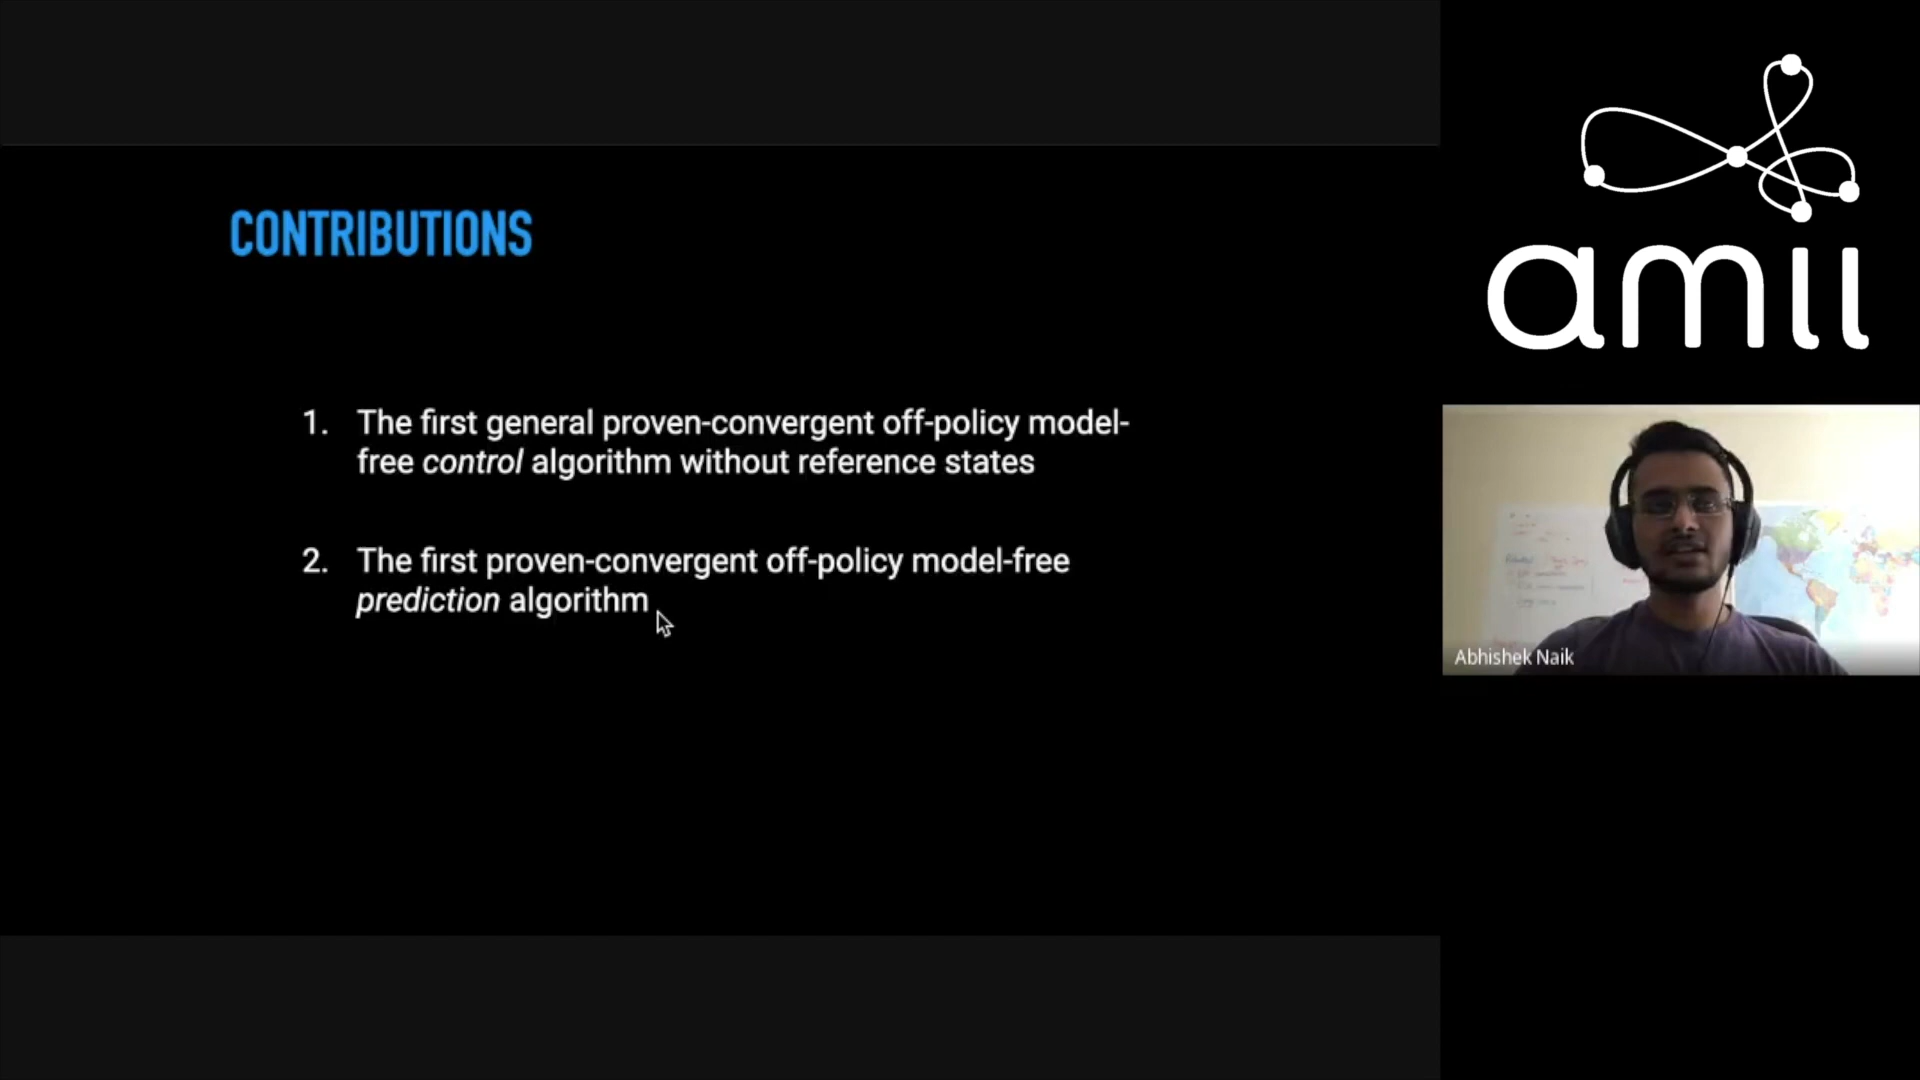 CONTRIBUTIONS
1. The first general proven-convergent off-policy model-
free control algorithm without reference states
2. The first proven-convergent off-policy model-free
prediction algorithm
amii
Abhishek Naik